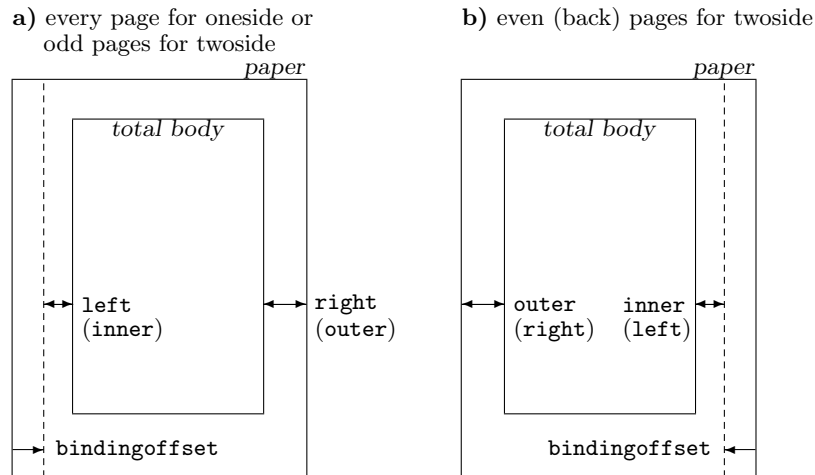 a) every page for oneside or
odd pages for twoside
paper
total body
left
(inner)
right
(outer)
bindingoffset
b) even (back) pages for twoside
paper
total body
outer
(right)
inner
(left)
bindingoffset